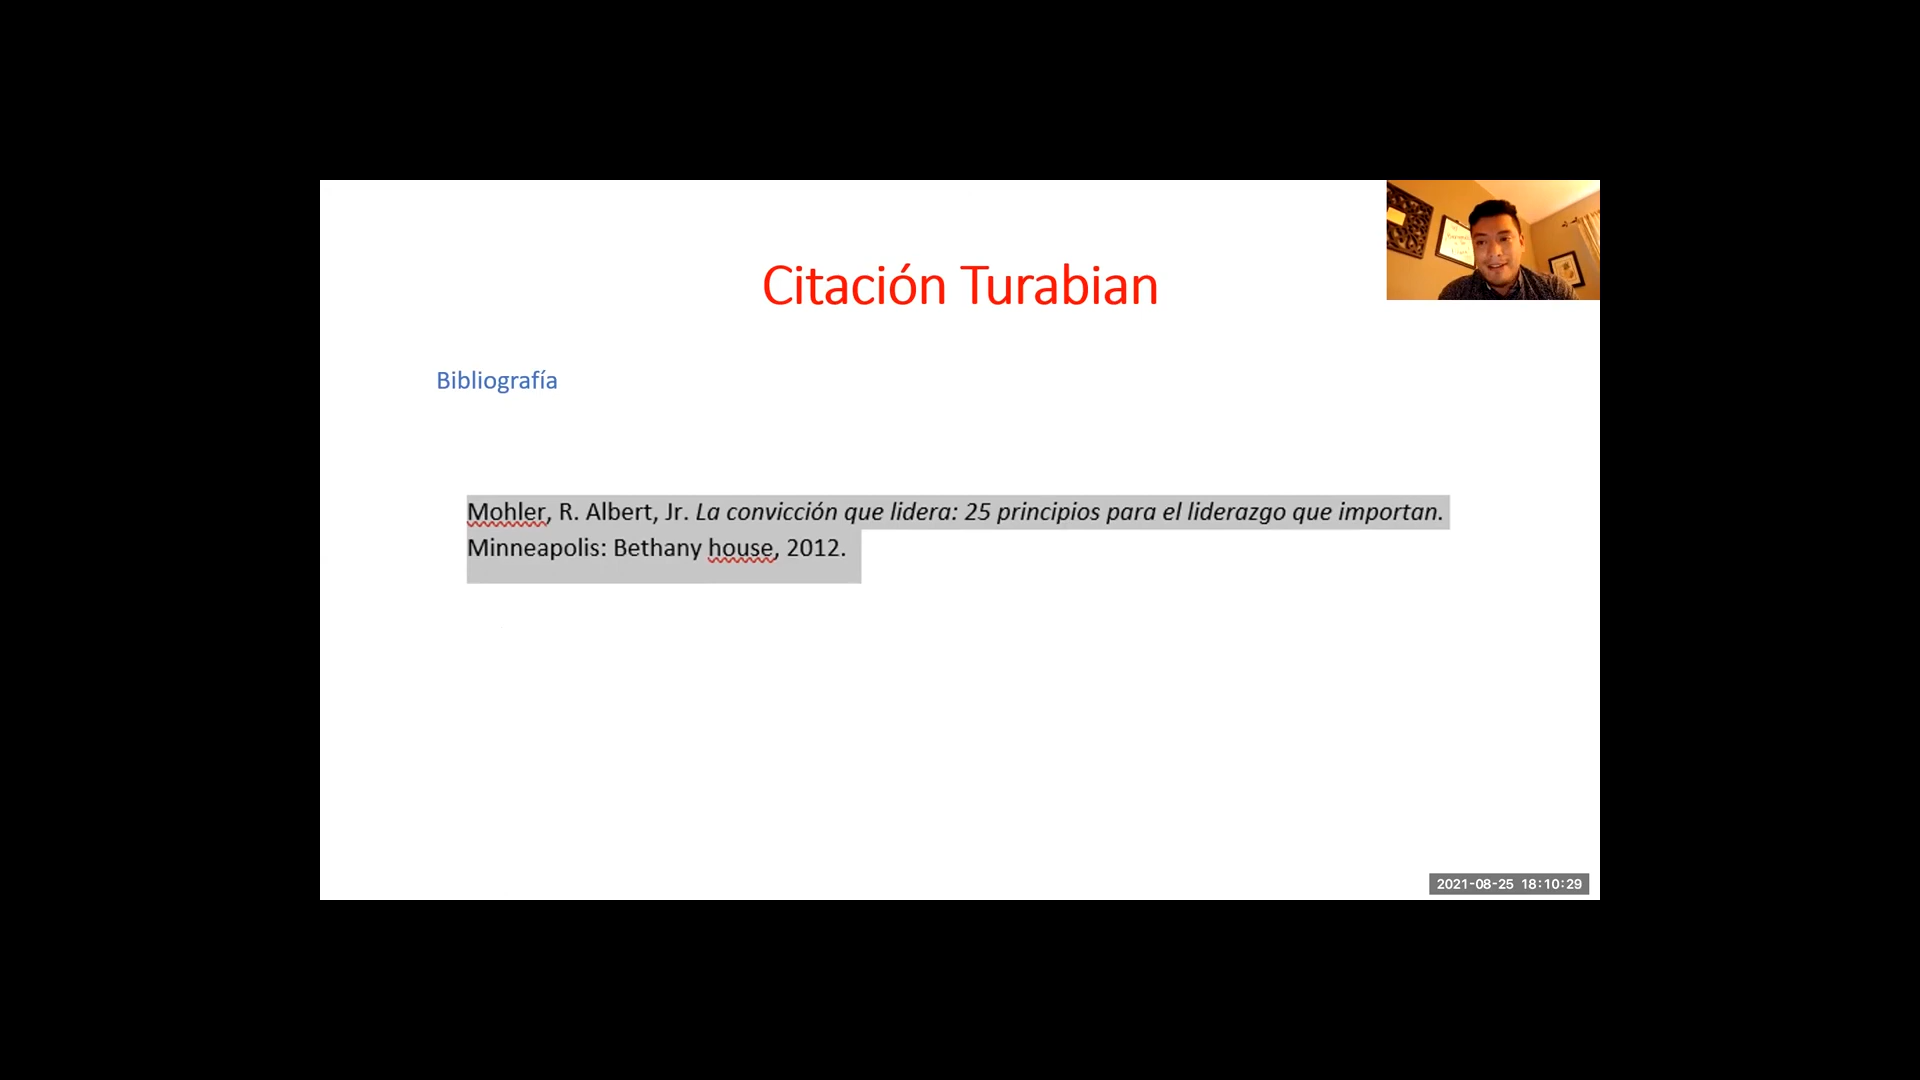 Citación Turabian
Bibliografía
Mohler, R. Albert, Jr. La convicción que lidera: 25 principios para el liderazgo que importan.
Minneapolis: Bethany house, 2012.
2021-08-25 18:10:29